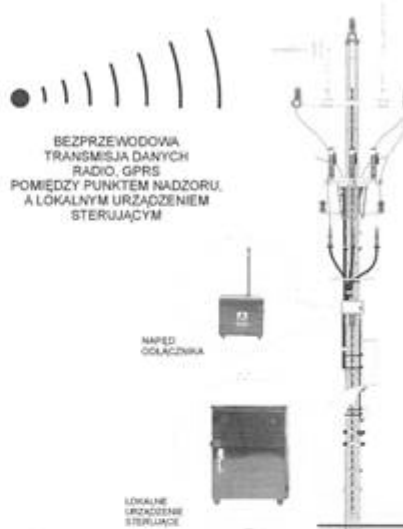 BEZPRZEWODOWA
TRANSMISJA DANYCH
RADIO, GPRS
POMIĘDZY PUNKTEM NADZORU,
A LOKALNYM URZĄDZENIEM
STERUJĄCYM
NAPĘD
ODŁĄCZNIKA
LOKALNE
URZĄDZENIE
STERUJĄCE